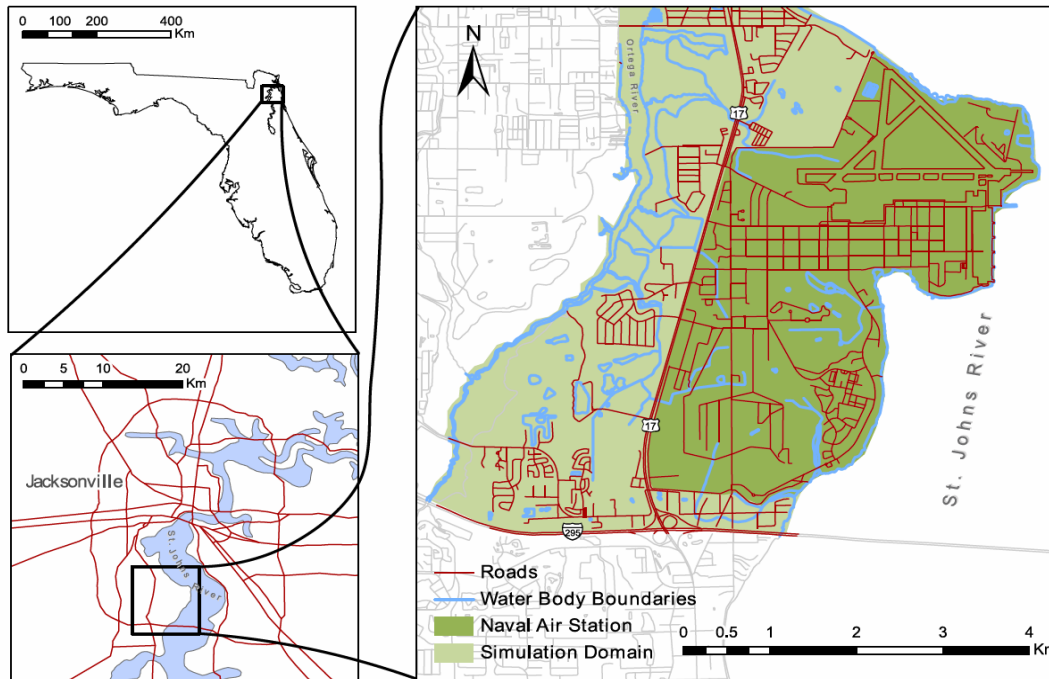 0 100 200 400
Km
0 5 10 20
Km
Jacksonville
St. Johns River
N
Ortega River
17
17
295
St. Johns River
Roads
Water Body Boundaries
Naval Air Station
Simulation Domain
0 0.5 1 2 3 4
Km